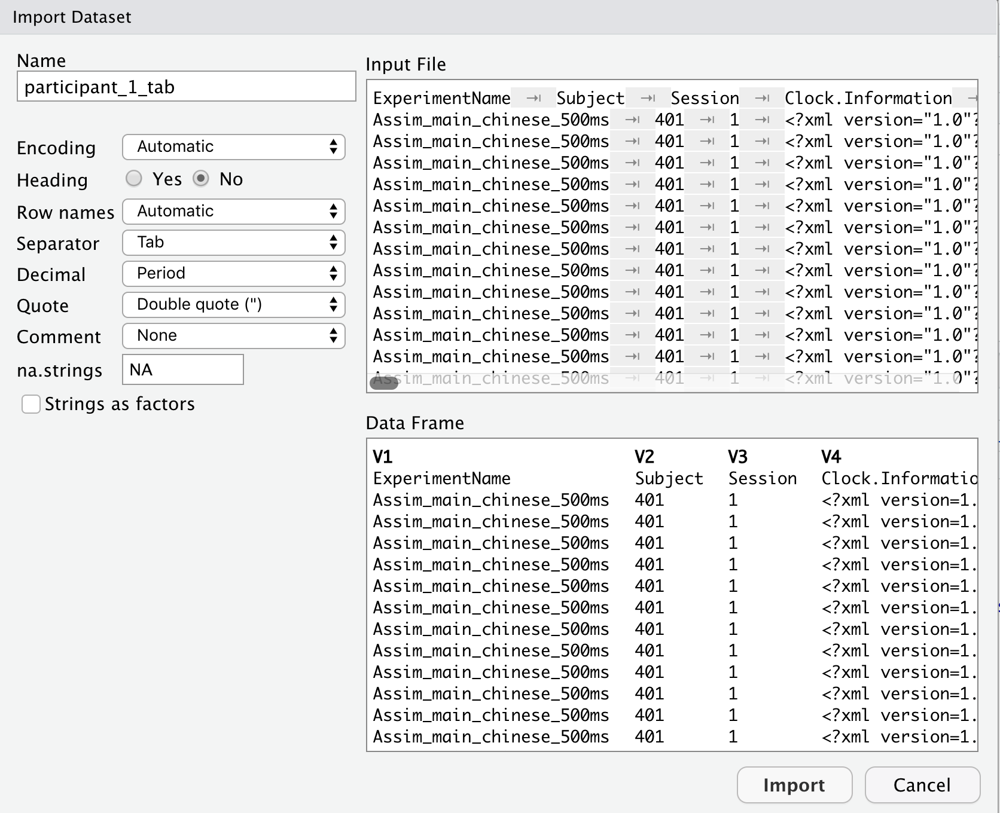 Import Dataset
Name
participant_1_tab
Encoding Automatic
Heading Yes No
Row names Automatic
Separator Tab
Decimal Period
Quote Double quote (")
Comment None
na.strings NA
Strings as factors
Input File
ExperimentName Subject Session Clock.Information
Assim_main_chinese_500ms 401 1 <?xml version="1.0"?
Assim_main_chinese_500ms 401 1 <?xml version="1.0"?
Assim_main_chinese_500ms 401 1 <?xml version="1.0"?
Assim_main_chinese_500ms 401 1 <?xml version="1.0"?
Assim_main_chinese_500ms 401 1 <?xml version="1.0"?
Assim_main_chinese_500ms 401 1 <?xml version="1.0"?
Assim_main_chinese_500ms 401 1 <?xml version="1.0"?
Assim_main_chinese_500ms 401 1 <?xml version="1.0"?
Assim_main_chinese_500ms 401 1 <?xml version="1.0"?
Assim_main_chinese_500ms 401 1 <?xml version="1.0"?
Assim_main_chinese_500ms 401 1 <?xml version="1.0"?
Assim_main_chinese_500ms 401 1 <?xml version="1.0"?
Assim_main_chinese_500ms 401 1 <?xml version="1.0"?
Data Frame
V1 V2 V3 V4
ExperimentName Subject Session Clock.Informatio
Assim_main_chinese_500ms 401 1 <?xml version=1.
Assim_main_chinese_500ms 401 1 <?xml version=1.
Assim_main_chinese_500ms 401 1 <?xml version=1.
Assim_main_chinese_500ms 401 1 <?xml version=1.
Assim_main_chinese_500ms 401 1 <?xml version=1.
Assim_main_chinese_500ms 401 1 <?xml version=1.
Assim_main_chinese_500ms 401 1 <?xml version=1.
Assim_main_chinese_500ms 401 1 <?xml version=1.
Assim_main_chinese_500ms 401 1 <?xml version=1.
Assim_main_chinese_500ms 401 1 <?xml version=1.
Assim_main_chinese_500ms 401 1 <?xml version=1.
Assim_main_chinese_500ms 401 1 <?xml version=1.
Import Cancel